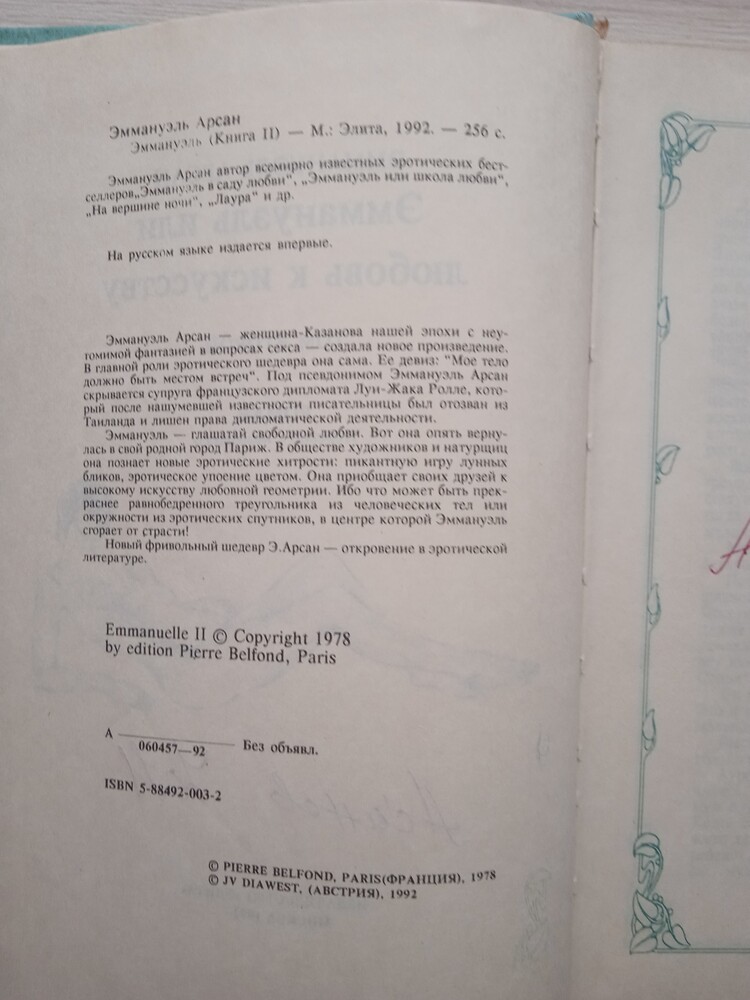 Эммануэль Арсан
Эммануэль (Книга II) — М.: Элита, 1992. — 256 с.
Эммануэль Арсан автор всемирно известных эротических бест-
селлеров„Эммануэль в саду любви“, „Эммануэль или школа любви“,
„На вершине ночи“, „Лаура“ и др.
На русском языке издается впервые.
Эммануэль Арсан — женщина-Казанова нашей эпохи с неу-
томимой фантазией в вопросах секса — создала новое произведение.
В главной роли эротического шедевра она сама. Ее девиз: “Мое тело
должно быть местом встреч“. Под псевдонимом Эммануэль Арсан
скрывается супруга французского дипломата Луи-Жака Ролле, кото-
рый после нашумевшей известности писательницы был отозван из
Таиланда и лишен права дипломатической деятельности.
Эммануэль — глашатай свободной любви. Вот она опять верну-
лась в свой родной город Париж. В обществе художников и натурщиц
она познает новые эротические хитрости: пикантную игру лунных
бликов, эротическое упоение цветом. Она приобщает своих друзей к
высокому искусству любовной геометрии. Ибо что может быть прек-
раснее равнобедренного треугольника из человеческих тел или
окружности из эротических спутников, в центре которой Эммануэль
сгорает от страсти!
Новый фривольный шедевр Э.Арсан — откровение в эротической
литературе.
Emmanuelle II © Copyright 1978
by edition Pierre Belfond, Paris
А
060457—92 Без объявл.
ISBN 5-88492-003-2
© PIERRE BELFOND, PARIS(ФРАНЦИЯ), 1978
© JV DIAWEST, (АВСТРИЯ), 1992